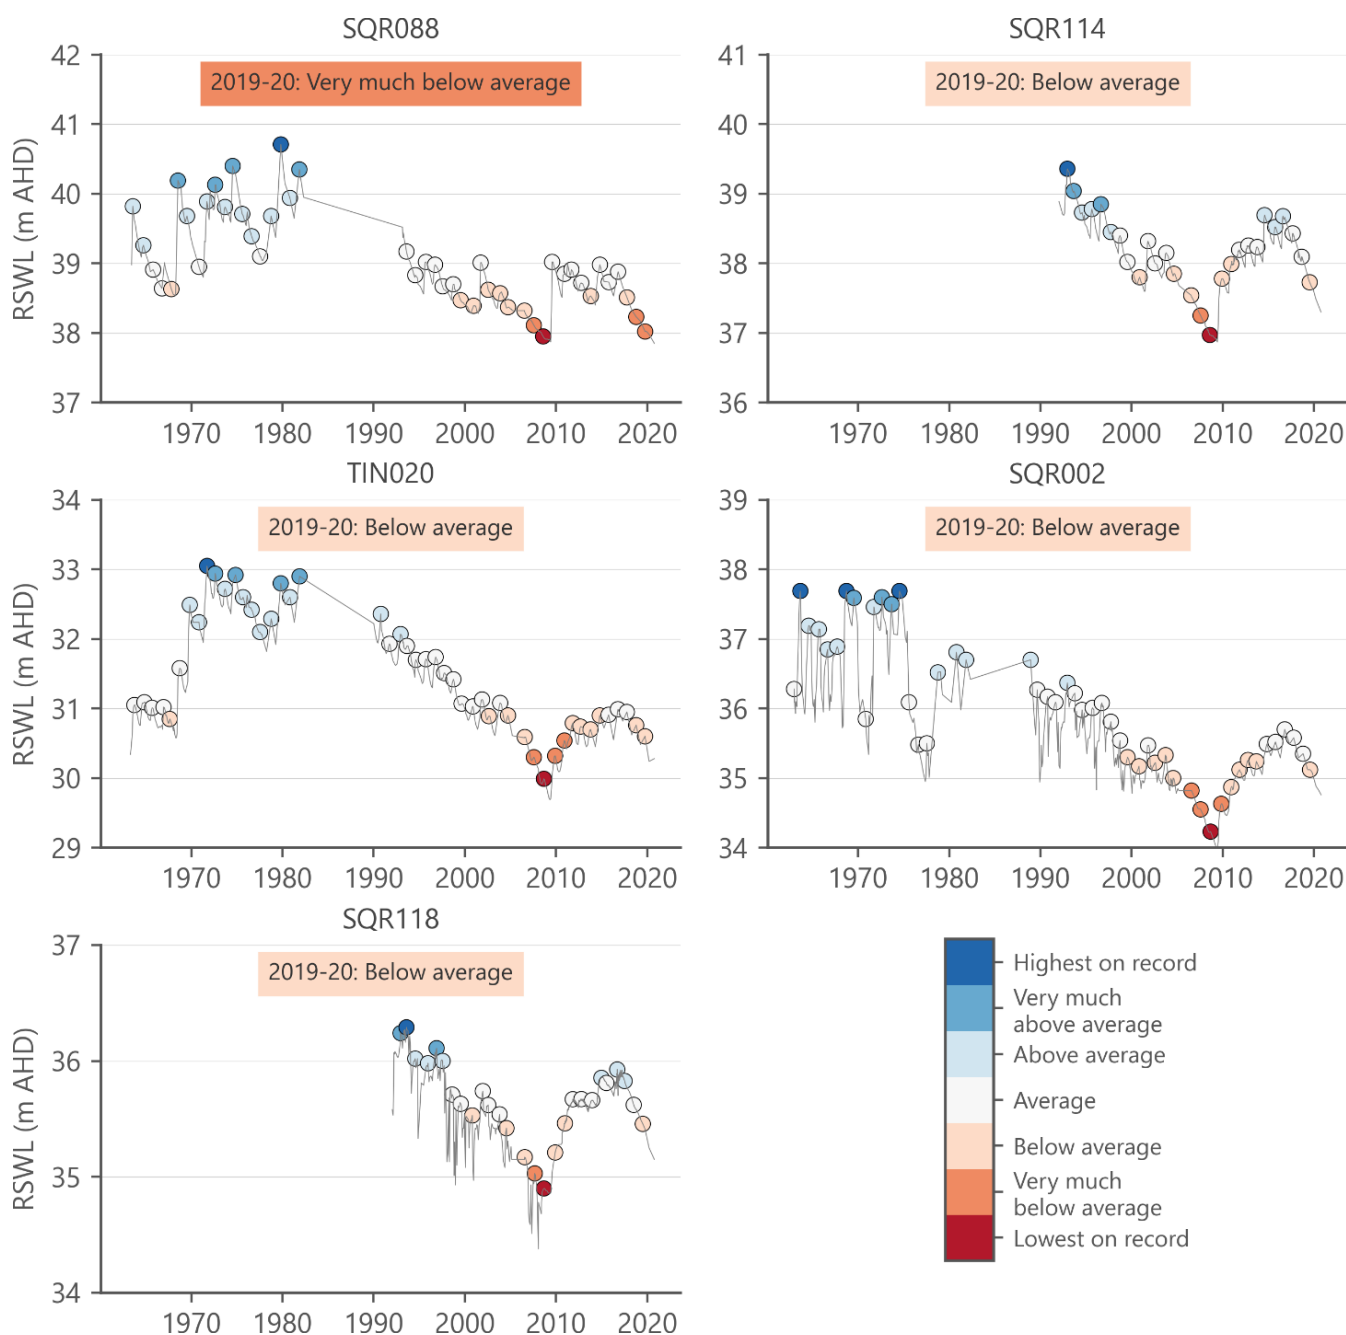 SQR088
42
41
40
39
38
37
RSWL (m AHD)
2019-20: Very much below average
1970 1980 1990 2000 2010 2020
SQR114
41
40
39
38
37
36
2019-20: Below average
1970 1980 1990 2000 2010 2020
TIN020
34
33
32
31
30
29
RSWL (m AHD)
2019-20: Below average
1970 1980 1990 2000 2010 2020
SQR002
39
38
37
36
35
34
2019-20: Below average
1970 1980 1990 2000 2010 2020
SQR118
37
36
35
34
RSWL (m AHD)
2019-20: Below average
1970 1980 1990 2000 2010 2020
Highest on record
Very much
above average
Above average
Average
Below average
Very much
below average
Lowest on record